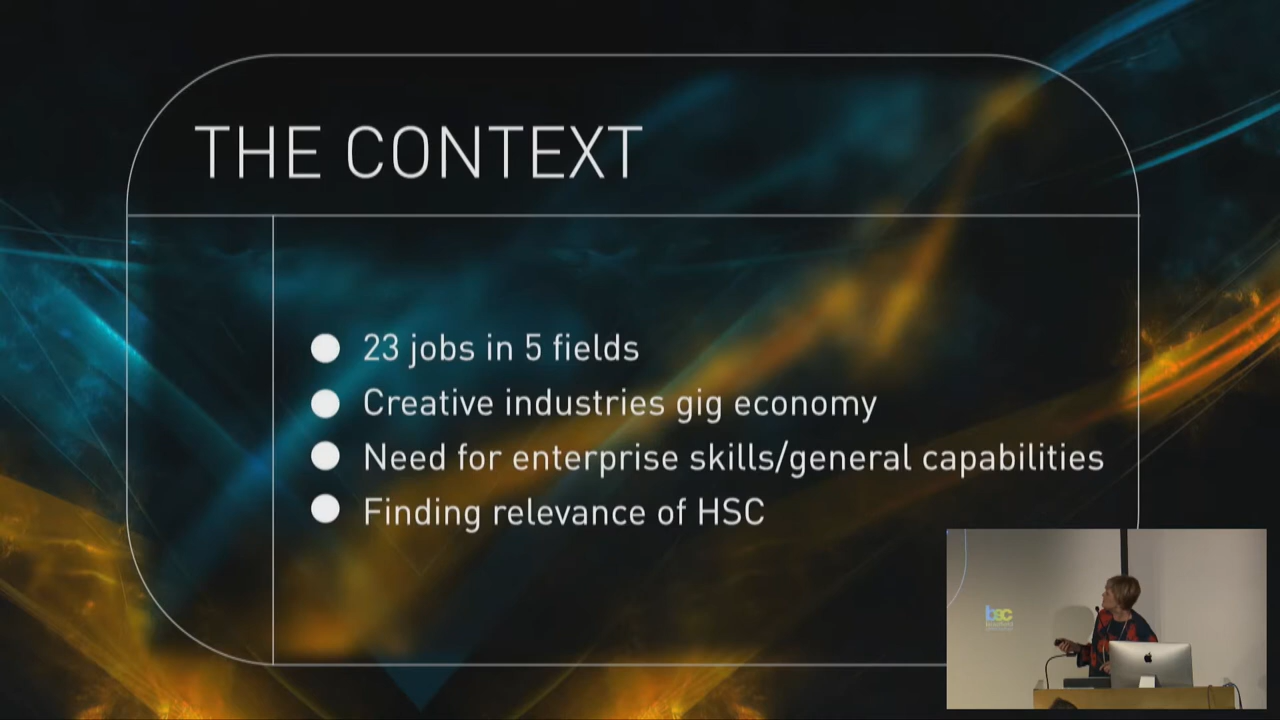 THE CONTEXT
23 jobs in 5 fields
Creative industries gig economy
Need for enterprise skills/general capabilities
Finding relevance of HSC
bsc